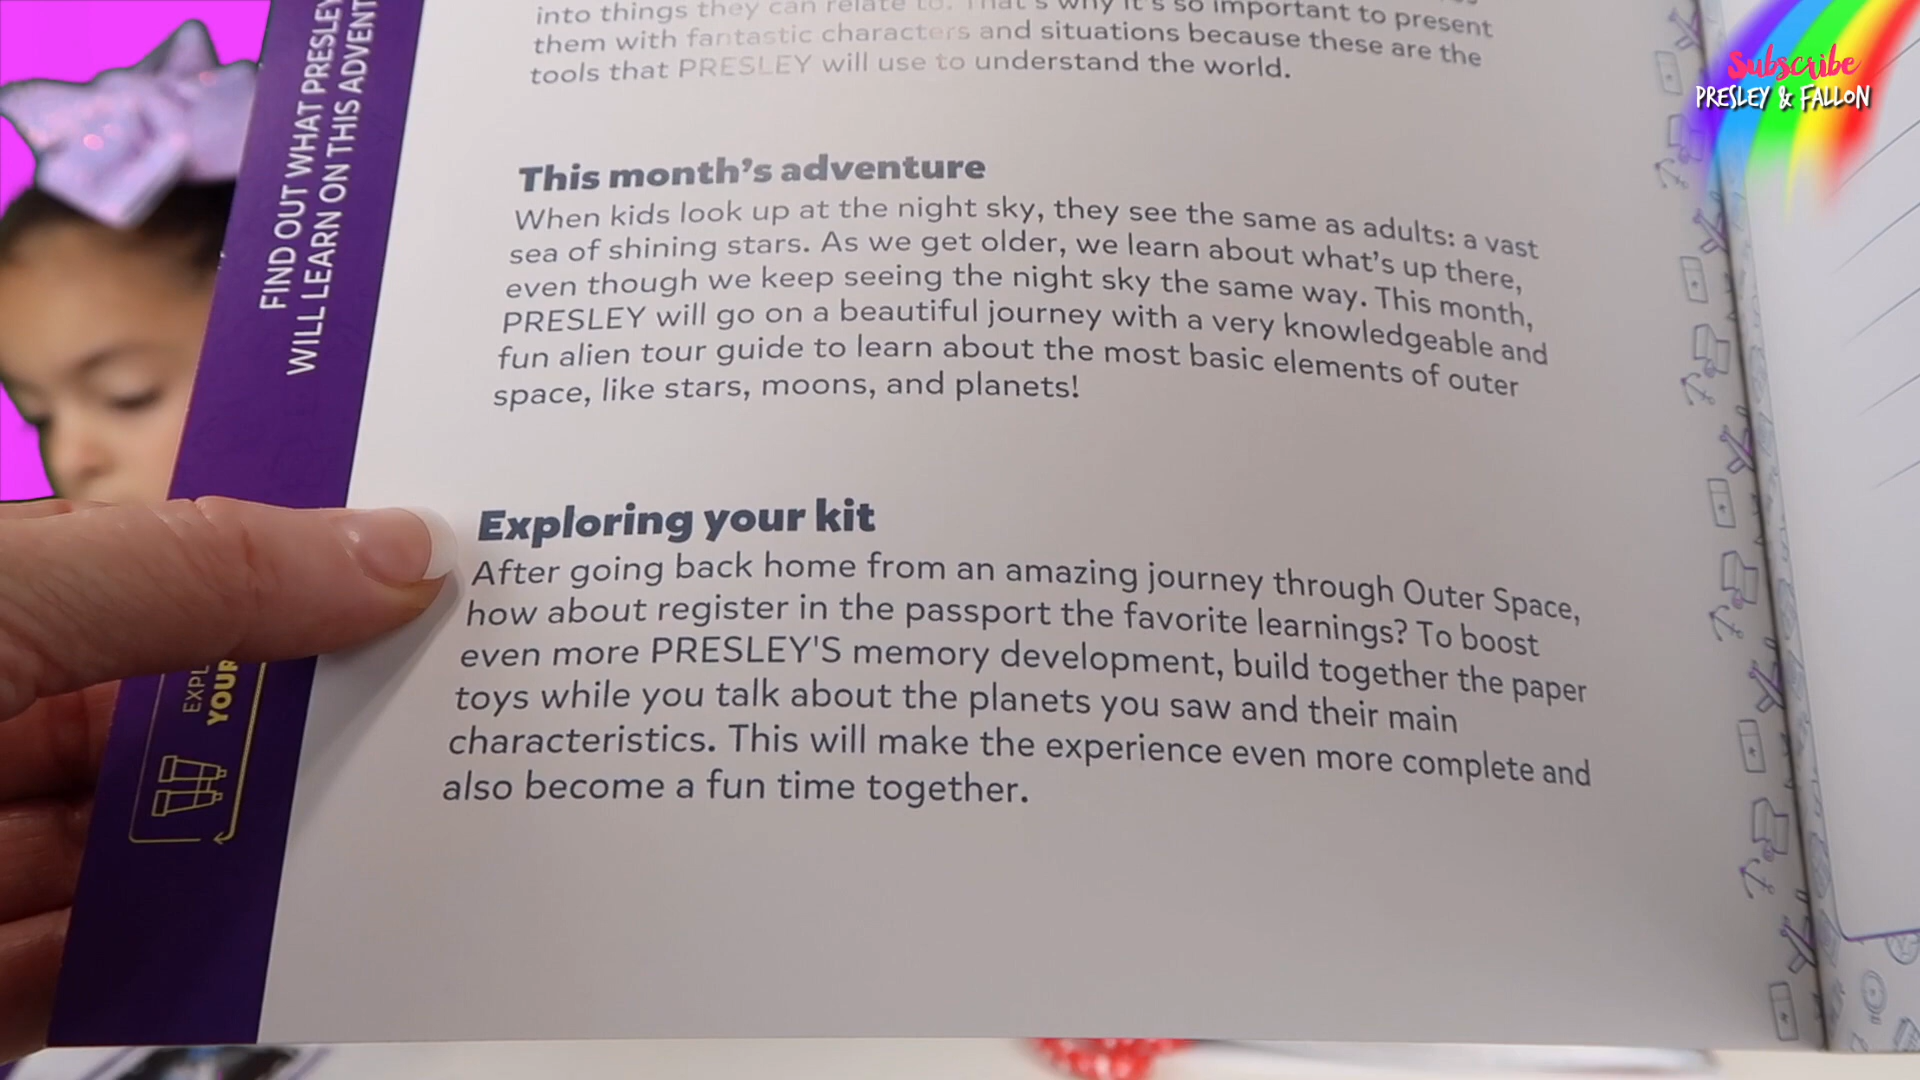 into things they can relate to. That's why it's so important to present
them with fantastic characters and situations because these are the
tools that PRESLEY will use to understand the world.
This month's adventure
When kids look up at the night sky, they see the same as adults: a vast
sea of shining stars. As we get older, we learn about what's up there,
even though we keep seeing the night sky the same way. This month,
PRESLEY will go on a beautiful journey with a very knowledgeable and
fun alien tour guide to learn about the most basic elements of outer
space, like stars, moons, and planets!
Exploring your kit
After going back home from an amazing journey through Outer Space,
how about register in the passport the favorite learnings? To boost
even more PRESLEY'S memory development, build together the paper
toys while you talk about the planets you saw and their main
characteristics. This will make the experience even more complete and
also become a fun time together.
FIND OUT WHAT PRESLEY
WILL LEARN ON THIS
YOUR
Subscribe
PRESLEY & FALLON